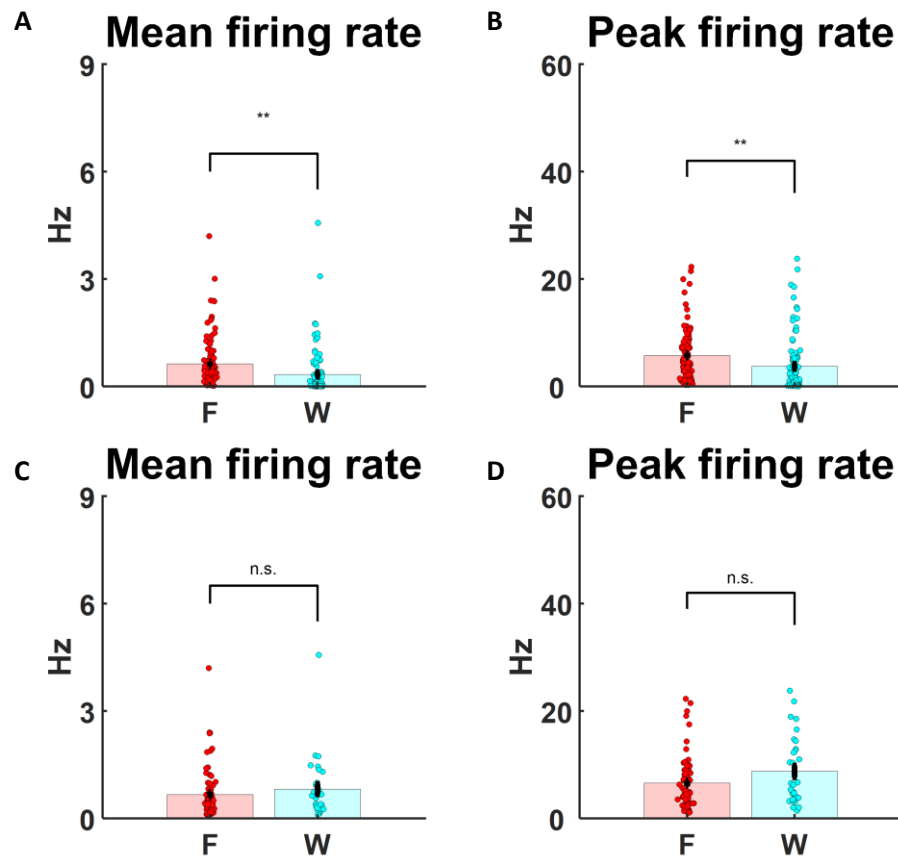 A Mean firing rate
9
6
3
0
Hz
**
F W
B Peak firing rate
60
40
20
0
Hz
**
F W
C Mean firing rate
9
6
3
0
Hz
n.s.
F W
D Peak firing rate
60
40
20
0
Hz
n.s.
F W